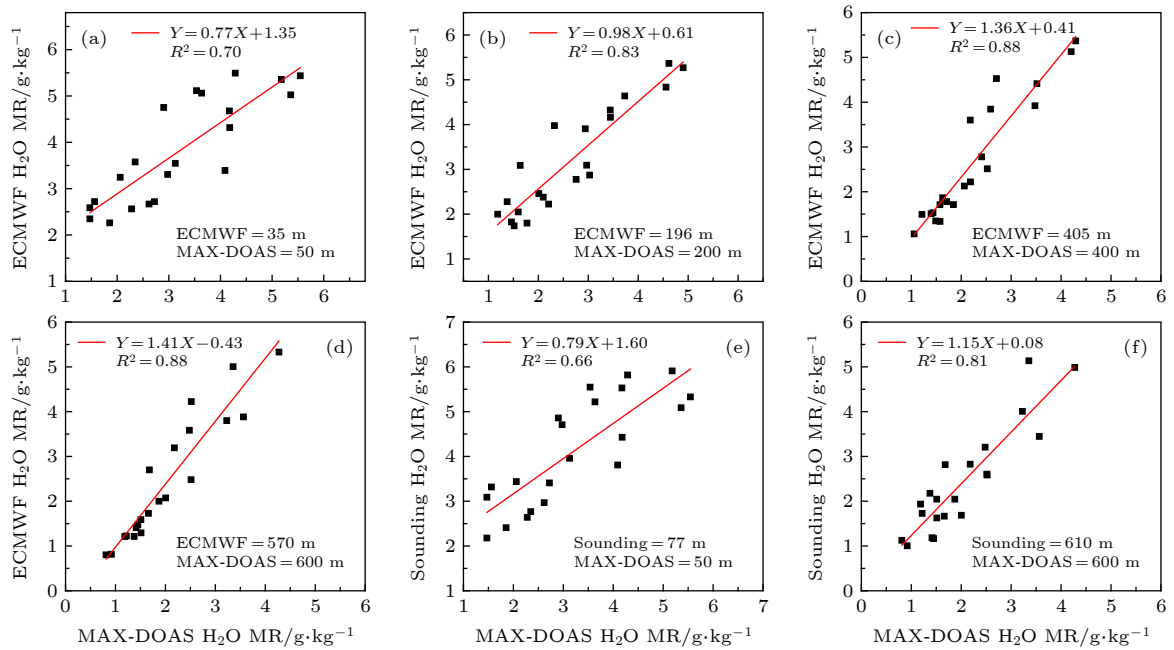 (a)
Y=0.77X+1.35
R²=0.70
ECMWF=35 m
MAX-DOAS=50 m
ECMWF H₂O MR/g·kg⁻¹
1 2 3 4 5 6
1 2 3 4 5 6
(b)
Y=0.98X+0.61
R²=0.83
ECMWF=196 m
MAX-DOAS=200 m
ECMWF H₂O MR/g·kg⁻¹
1 2 3 4 5 6
1 2 3 4 5 6
(c)
Y=1.36X+0.41
R²=0.88
ECMWF=405 m
MAX-DOAS=400 m
ECMWF H₂O MR/g·kg⁻¹
0 1 2 3 4 5 6
0 1 2 3 4 5 6
(d)
Y=1.41X−0.43
R²=0.88
ECMWF=570 m
MAX-DOAS=600 m
ECMWF H₂O MR/g·kg⁻¹
0 1 2 3 4 5 6
0 1 2 3 4 5 6
MAX-DOAS H₂O MR/g·kg⁻¹
(e)
Y=0.79X+1.60
R²=0.66
Sounding=77 m
MAX-DOAS=50 m
Sounding H₂O MR/g·kg⁻¹
1 2 3 4 5 6 7
1 2 3 4 5 6 7
MAX-DOAS H₂O MR/g·kg⁻¹
(f)
Y=1.15X+0.08
R²=0.81
Sounding=610 m
MAX-DOAS=600 m
Sounding H₂O MR/g·kg⁻¹
0 1 2 3 4 5 6
0 1 2 3 4 5 6
MAX-DOAS H₂O MR/g·kg⁻¹